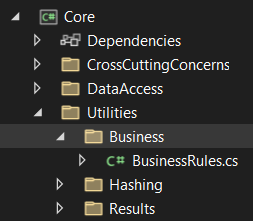 C# Core
Dependencies
CrossCuttingConcerns
DataAccess
Utilities
Business
C# BusinessRules.cs
Hashing
Results